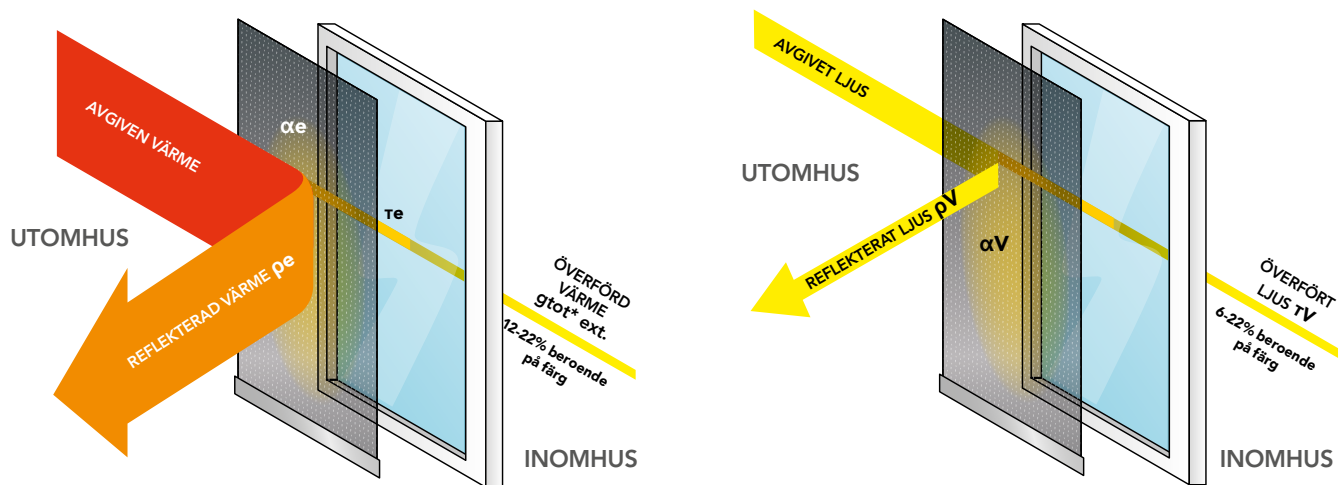 AVGIVEN VÄRME
αe
τe
UTOMHUS
REFLEKTERAD VÄRME ρe
ÖVERFÖRD
VÄRME
gtot* ext.
12-22% beroende
på färg
INOMHUS
AVGIVET LJUS
UTOMHUS
REFLEKTERAT LJUS ρV
αV
ÖVERFÖRT
LJUS τV
6-22% beroende
på färg
INOMHUS